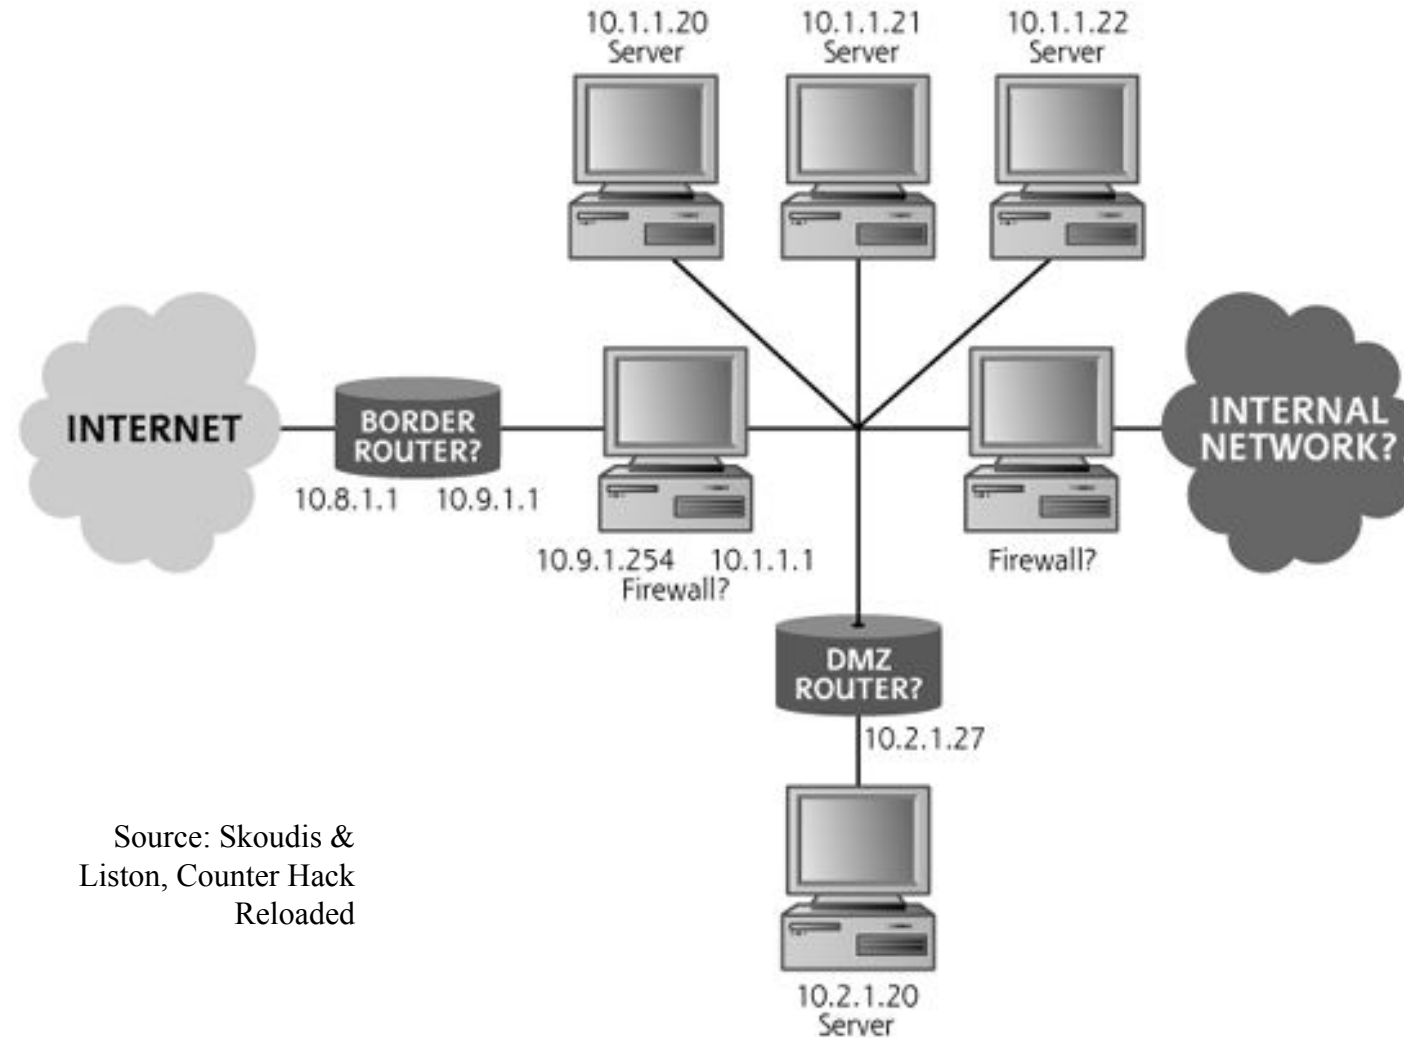 10.1.1.20
Server
10.1.1.21
Server
10.1.1.22
Server
INTERNET
BORDER
ROUTER?
10.8.1.1 10.9.1.1
10.9.1.254 10.1.1.1
Firewall?
Firewall?
INTERNAL
NETWORK?
DMZ
ROUTER?
10.2.1.27
10.2.1.20
Server
Source: Skoudis &
Liston, Counter Hack
Reloaded